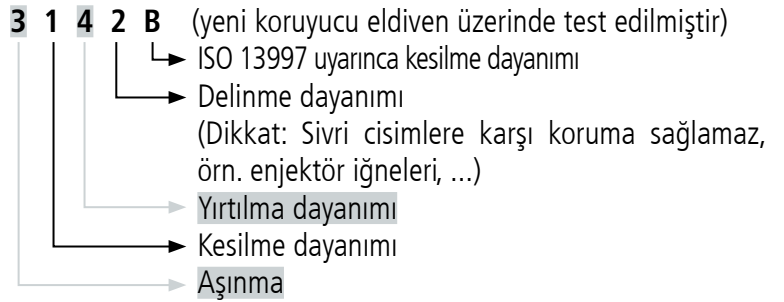 3 1 4 2 B (yeni koruyucu eldiven üzerinde test edilmiştir)
ISO 13997 uyarınca kesilme dayanımı
Delinme dayanımı
(Dikkat: Sivri cisimlere karşı koruma sağlamaz,
örn. enjektör iğneleri, ...)
Yırtılma dayanımı
Kesilme dayanımı
Aşınma